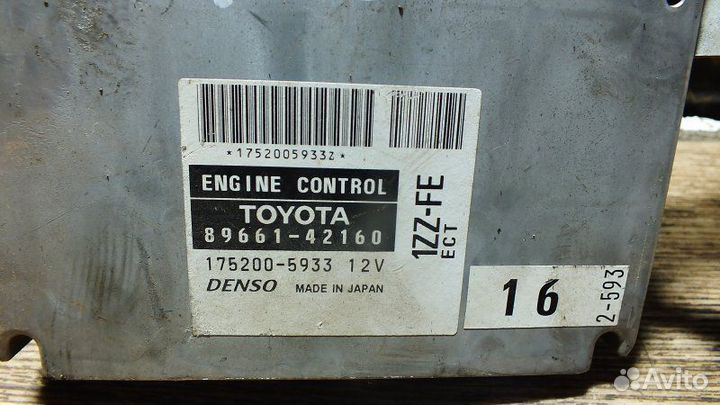 *1752005933Z*
ENGINE CONTROL
TOYOTA
89661-42160
175200-5933 12V
DENSO MADE IN JAPAN
1ZZ-FE
ECT
16
2-593
Avito